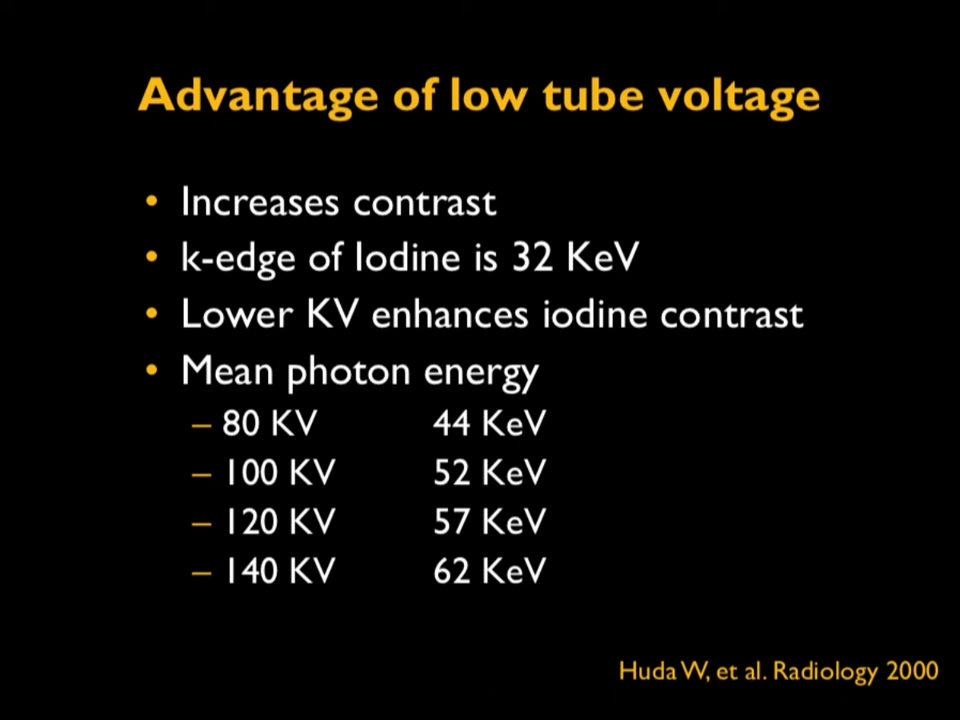 Advantage of low tube voltage
• Increases contrast
• k-edge of Iodine is 32 KeV
• Lower KV enhances iodine contrast
• Mean photon energy
– 80 KV 44 KeV
– 100 KV 52 KeV
– 120 KV 57 KeV
– 140 KV 62 KeV
Huda W, et al. Radiology 2000